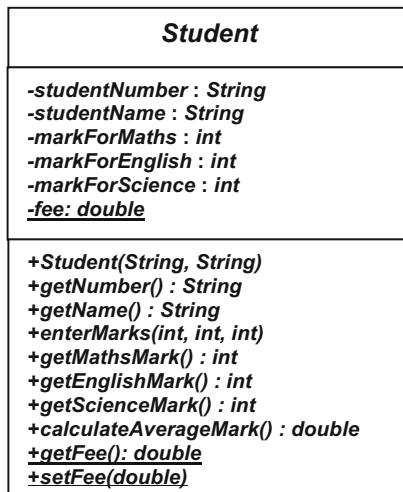 Student
-studentNumber : String
-studentName : String
-markForMaths : int
-markForEnglish : int
-markForScience : int
-fee: double
+Student(String, String)
+getNumber() : String
+getName() : String
+enterMarks(int, int, int)
+getMathsMark() : int
+getEnglishMark() : int
+getScienceMark() : int
+calculateAverageMark() : double
+getFee(): double
+setFee(double)